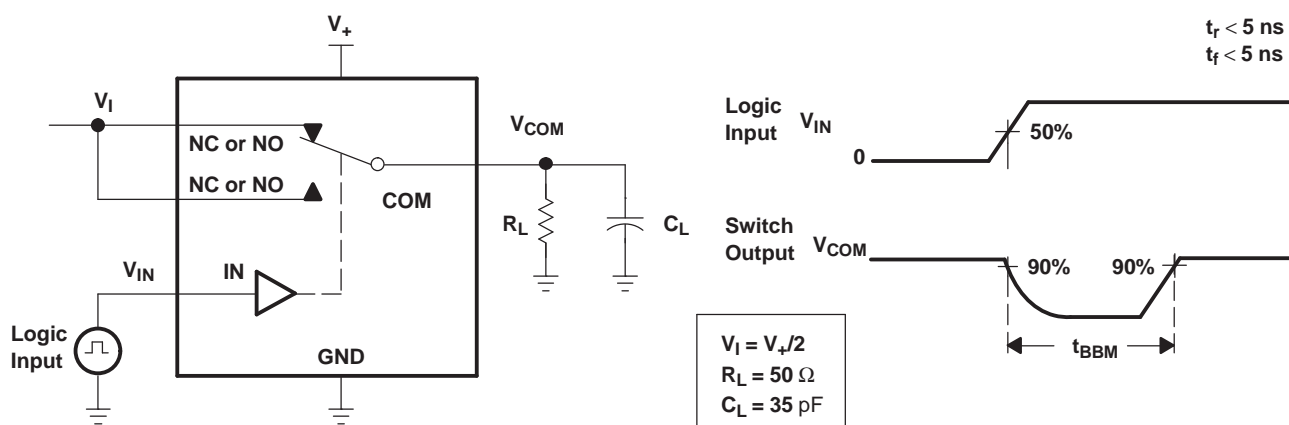 V+
tr < 5 ns
tf < 5 ns
VI
NC or NO
NC or NO
COM
VCOM
RL
CL
VIN
IN
Logic
Input
GND
Logic
Input
VIN
0
50%
Switch
Output
VCOM
90%
90%
tBBM
VI = V+/2
RL = 50 Ω
CL = 35 pF